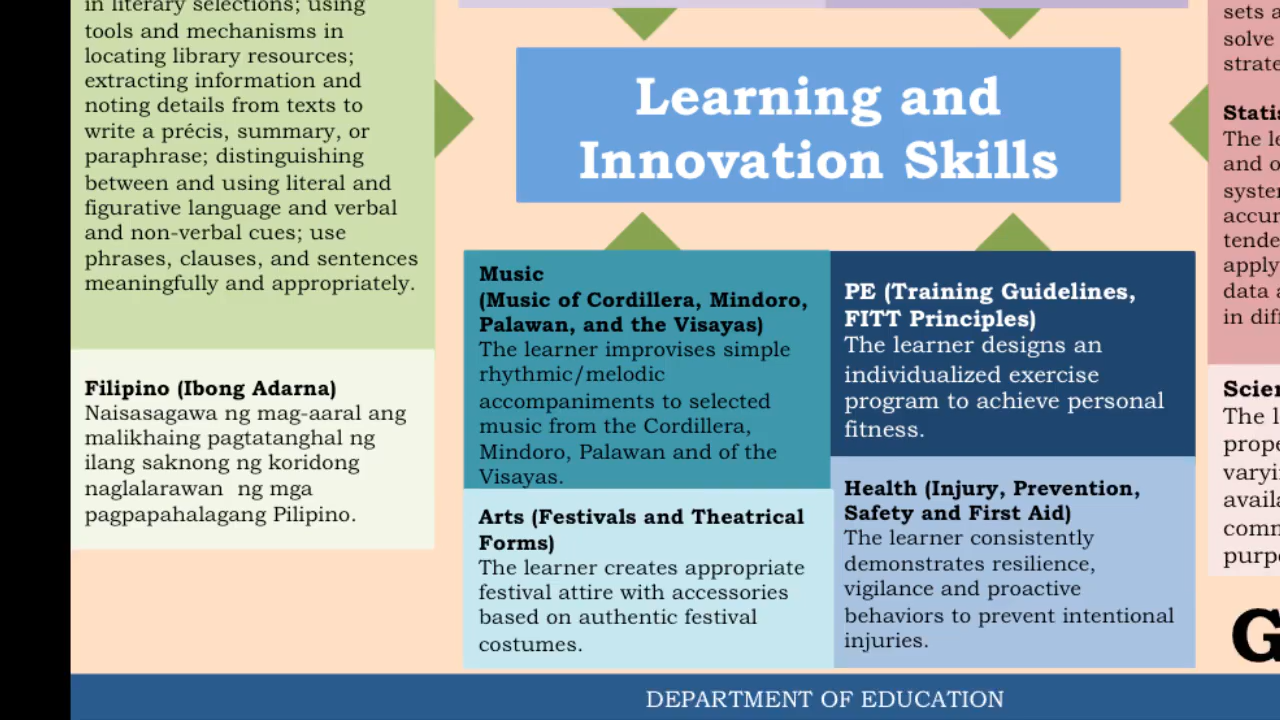 in literary selections; using
tools and mechanisms in
locating library resources;
extracting information and
noting details from texts to
write a précis, summary, or
paraphrase; distinguishing
between and using literal and
figurative language and verbal
and non-verbal cues; use
phrases, clauses, and sentences
meaningfully and appropriately.
Filipino (Ibong Adarna)
Naisasagawa ng mag-aaral ang
malikhaing pagtatanghal ng
ilang saknong ng koridong
naglalarawan ng mga
pagpapahalagang Pilipino.
Learning and
Innovation Skills
Music
(Music of Cordillera, Mindoro,
Palawan, and the Visayas)
The learner improvises simple
rhythmic/melodic
accompaniments to selected
music from the Cordillera,
Mindoro, Palawan and of the
Visayas.
Arts (Festivals and Theatrical
Forms)
The learner creates appropriate
festival attire with accessories
based on authentic festival
costumes.
PE (Training Guidelines,
FITT Principles)
The learner designs an
individualized exercise
program to achieve personal
fitness.
Health (Injury, Prevention,
Safety and First Aid)
The learner consistently
demonstrates resilience,
vigilance and proactive
behaviors to prevent intentional
injuries.
sets
solve
The
and
apply
data
in
The
DEPARTMENT OF EDUCATION